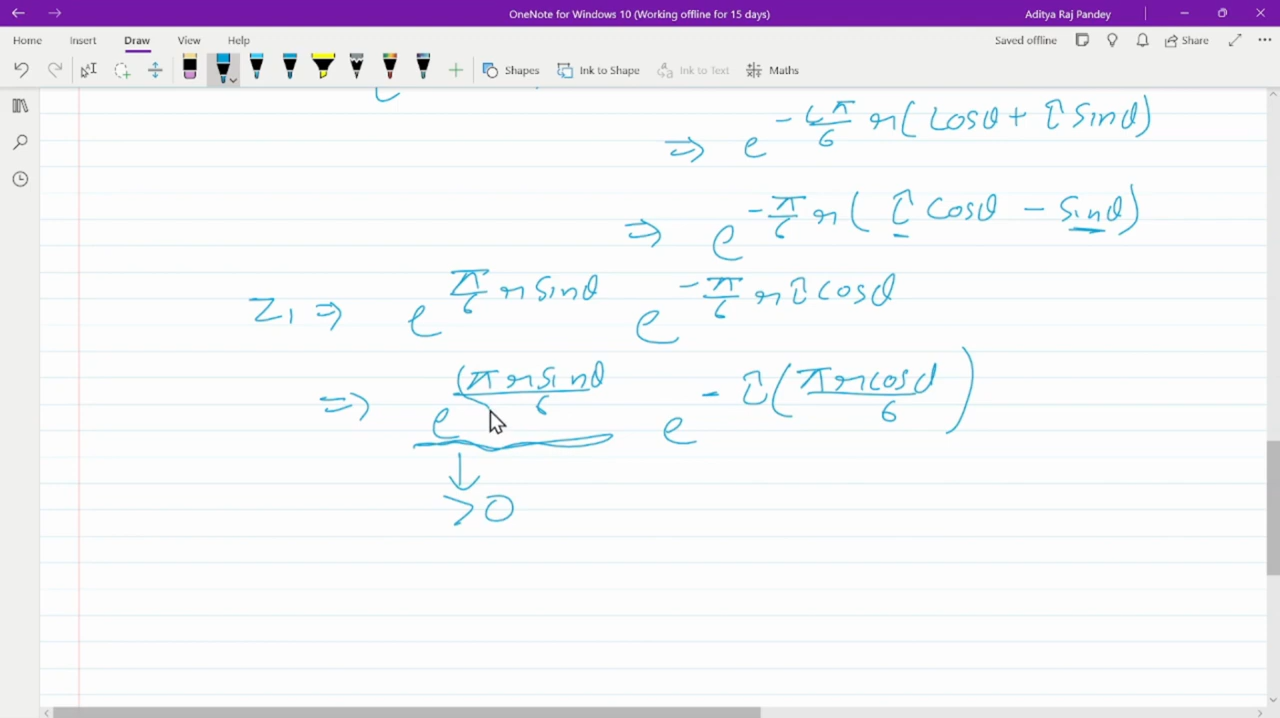 OneNote for Windows 10 (Working offline for 15 days)
Aditya Raj Pandey
Home Insert Draw View Help
Saved offline Share
Shapes Ink to Shape Ink to Text Maths
⇒ e^{-iπ/6 r(cosθ + i sinθ)}
⇒ e^{-π/6 r(i cosθ - sinθ)}
Z₁ ⇒ e^{π/6 r sinθ} e^{-π/6 r i cosθ}
⇒ e^{(π r sinθ/6} e^{-i(π r cosθ/6)}
↓
>0